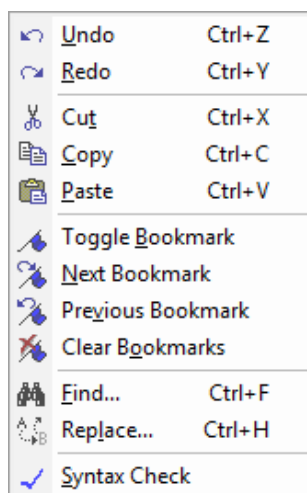 Undo Ctrl+Z
Redo Ctrl+Y
Cut Ctrl+X
Copy Ctrl+C
Paste Ctrl+V
Toggle Bookmark
Next Bookmark
Previous Bookmark
Clear Bookmarks
Find... Ctrl+F
Replace... Ctrl+H
Syntax Check